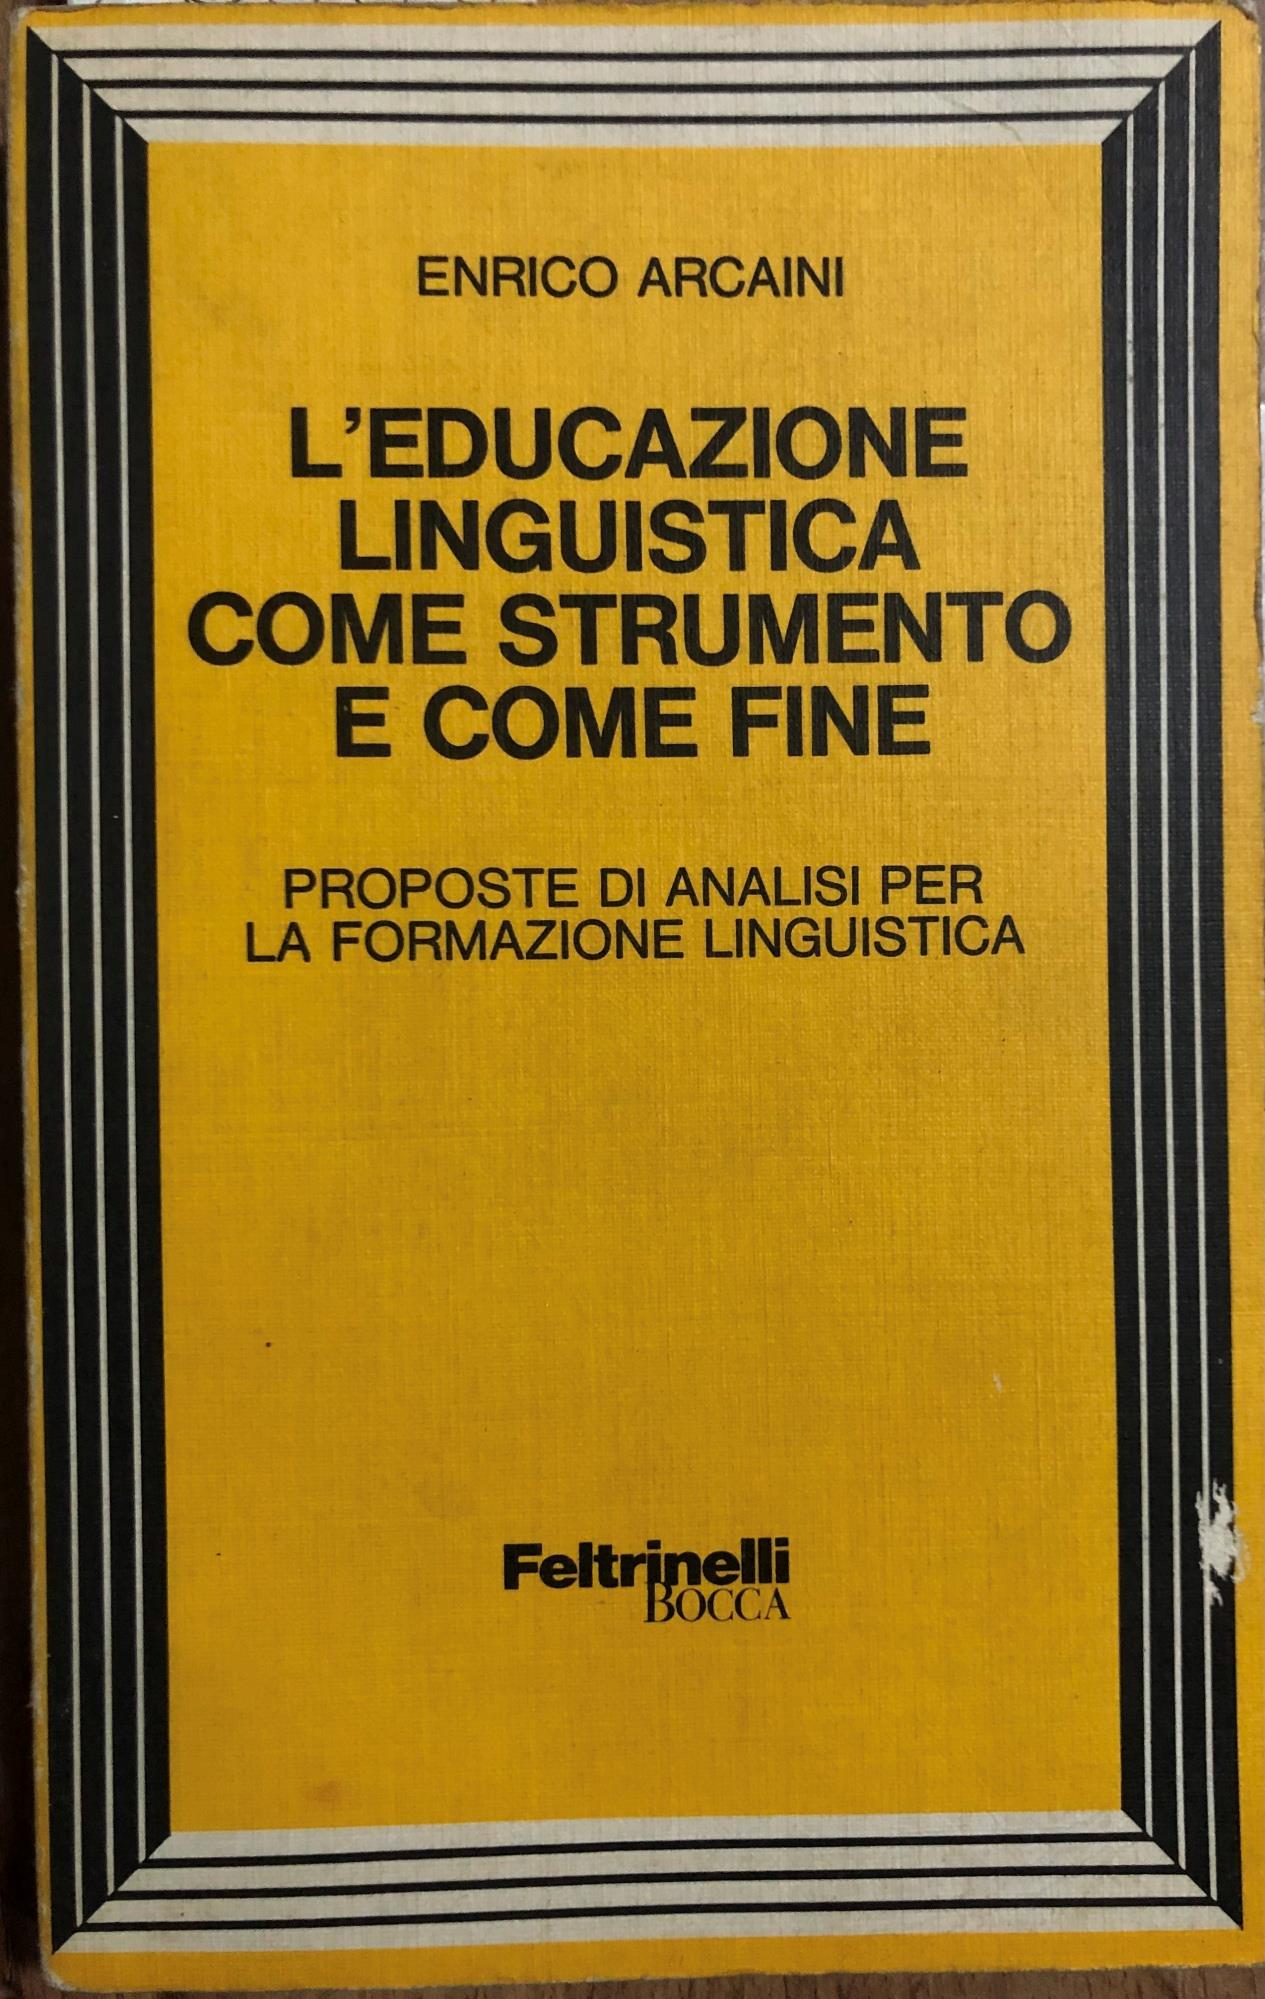 ENRICO ARCAINI
L'EDUCAZIONE
LINGUISTICA
COME STRUMENTO
E COME FINE
PROPOSTE DI ANALISI PER
LA FORMAZIONE LINGUISTICA
Feltrinelli
BOCCA